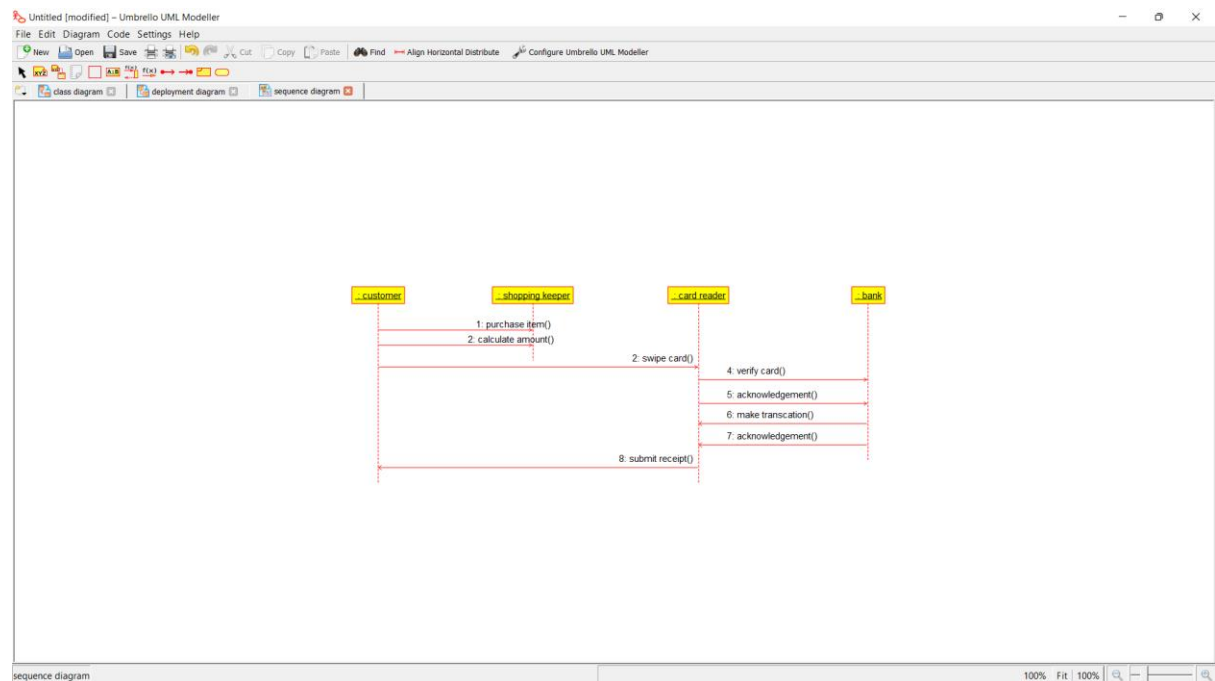 Untitled [modified] – Umbrello UML Modeller
File Edit Diagram Code Settings Help
New Open Save Cut Copy Paste Find Align Horizontal Distribute Configure Umbrello UML Modeller
XYZ A:B f(x) f(x)
class diagram deployment diagram sequence diagram
: customer : shopping keeper : card reader : bank
1: purchase item()
2: calculate amount()
2: swipe card()
4: verify card()
5: acknowledgement()
6: make transcation()
7: acknowledgement()
8: submit receipt()
sequence diagram 100% Fit 100%